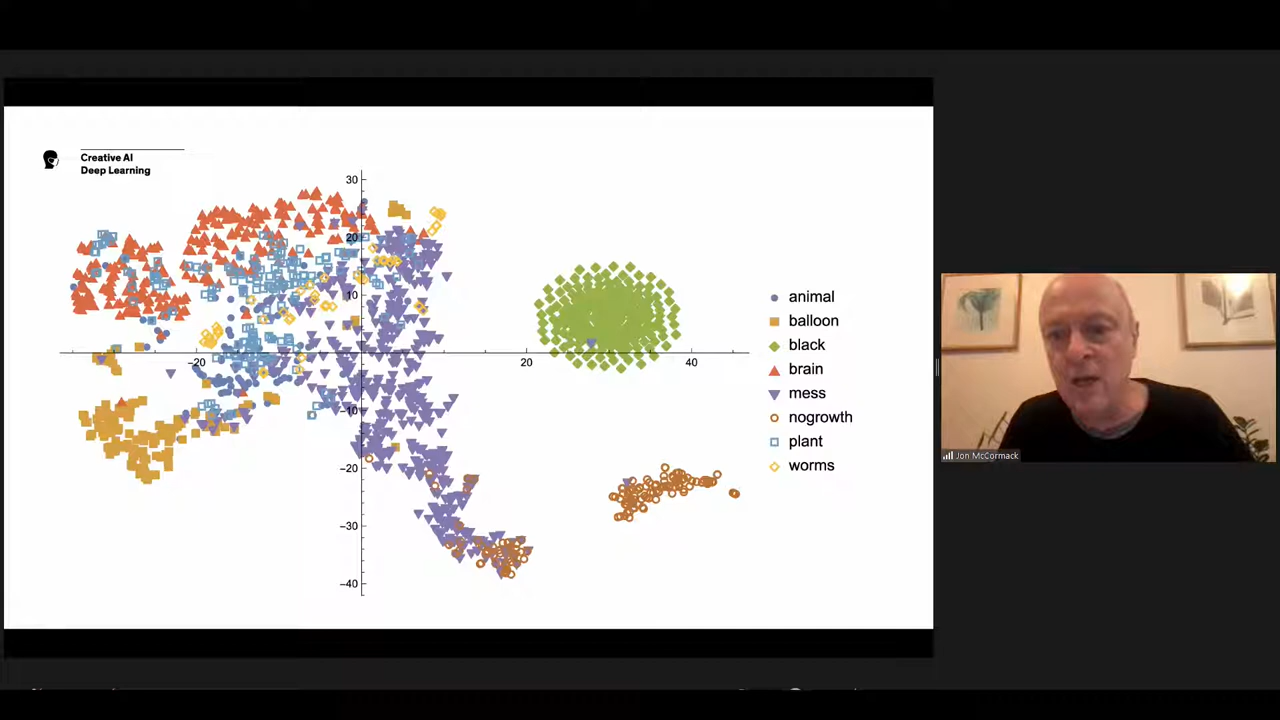 Creative AI
Deep Learning
30
20
10
−20
20
40
−10
−20
−30
−40
animal
balloon
black
brain
mess
nogrowth
plant
worms
Jon McCormack